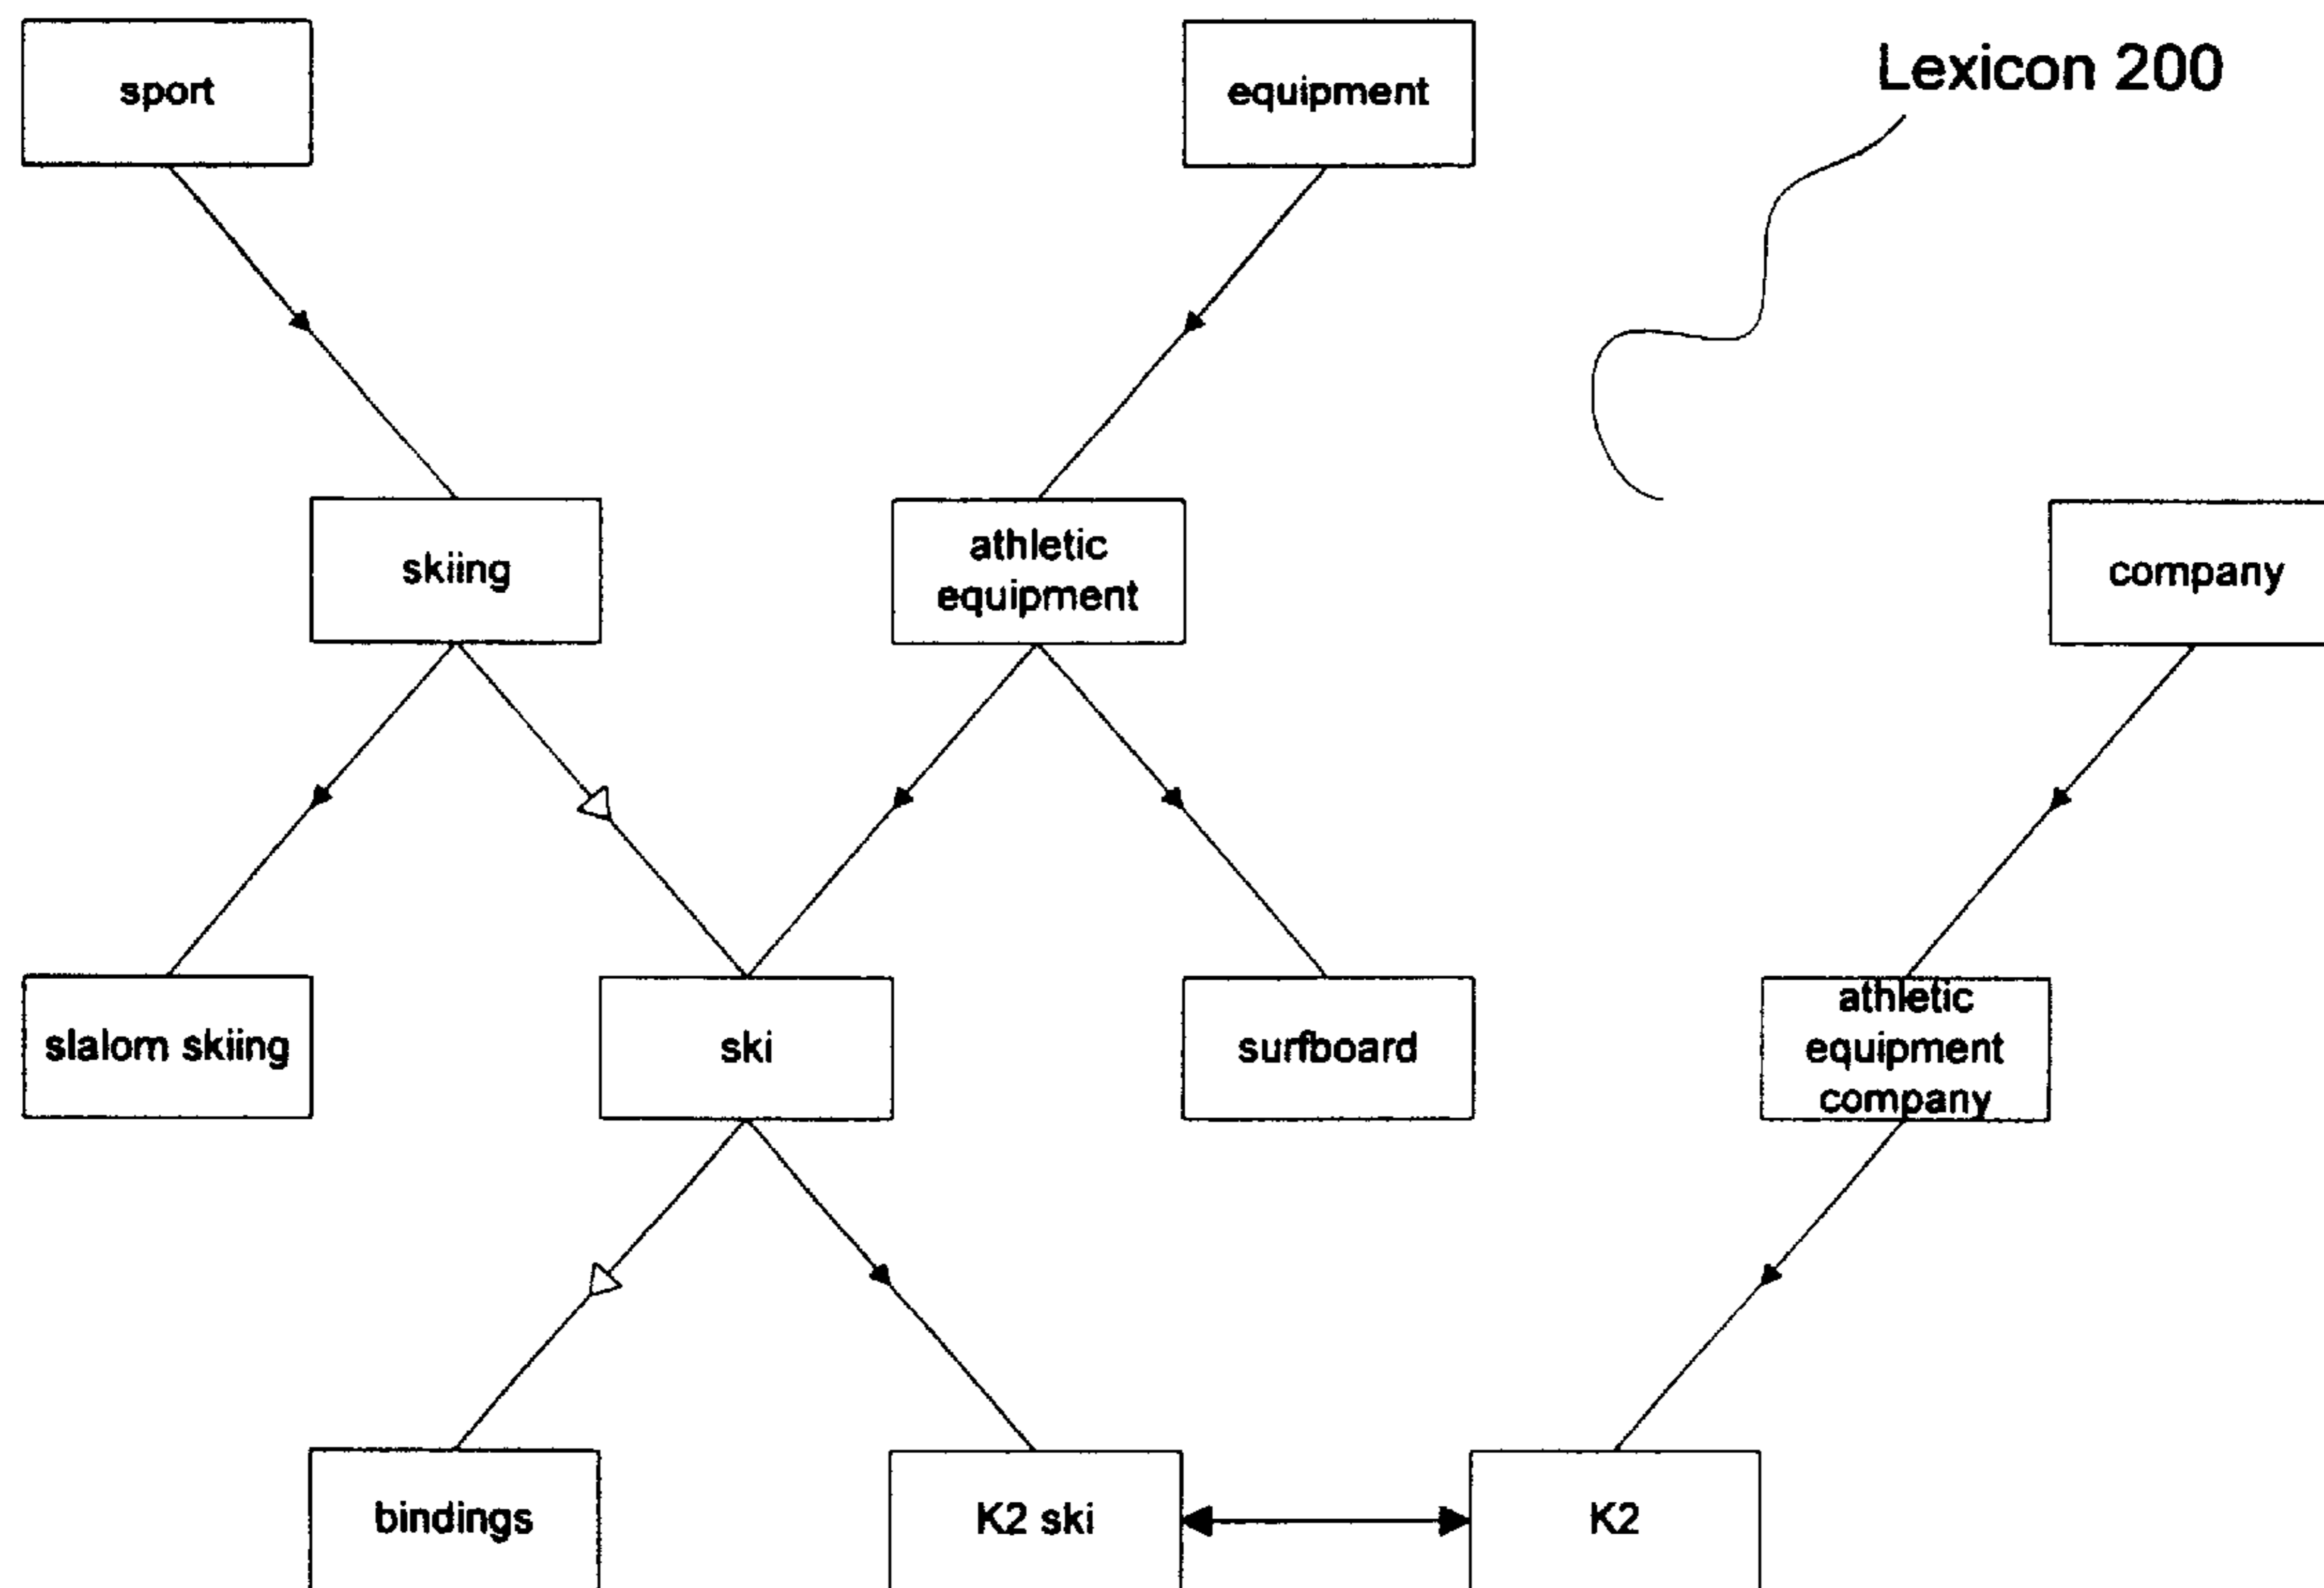 sport
equipment
Lexicon 200
skiing
athletic
equipment
company
slalom skiing
ski
surfboard
athletic
equipment
company
bindings
K2 ski
K2